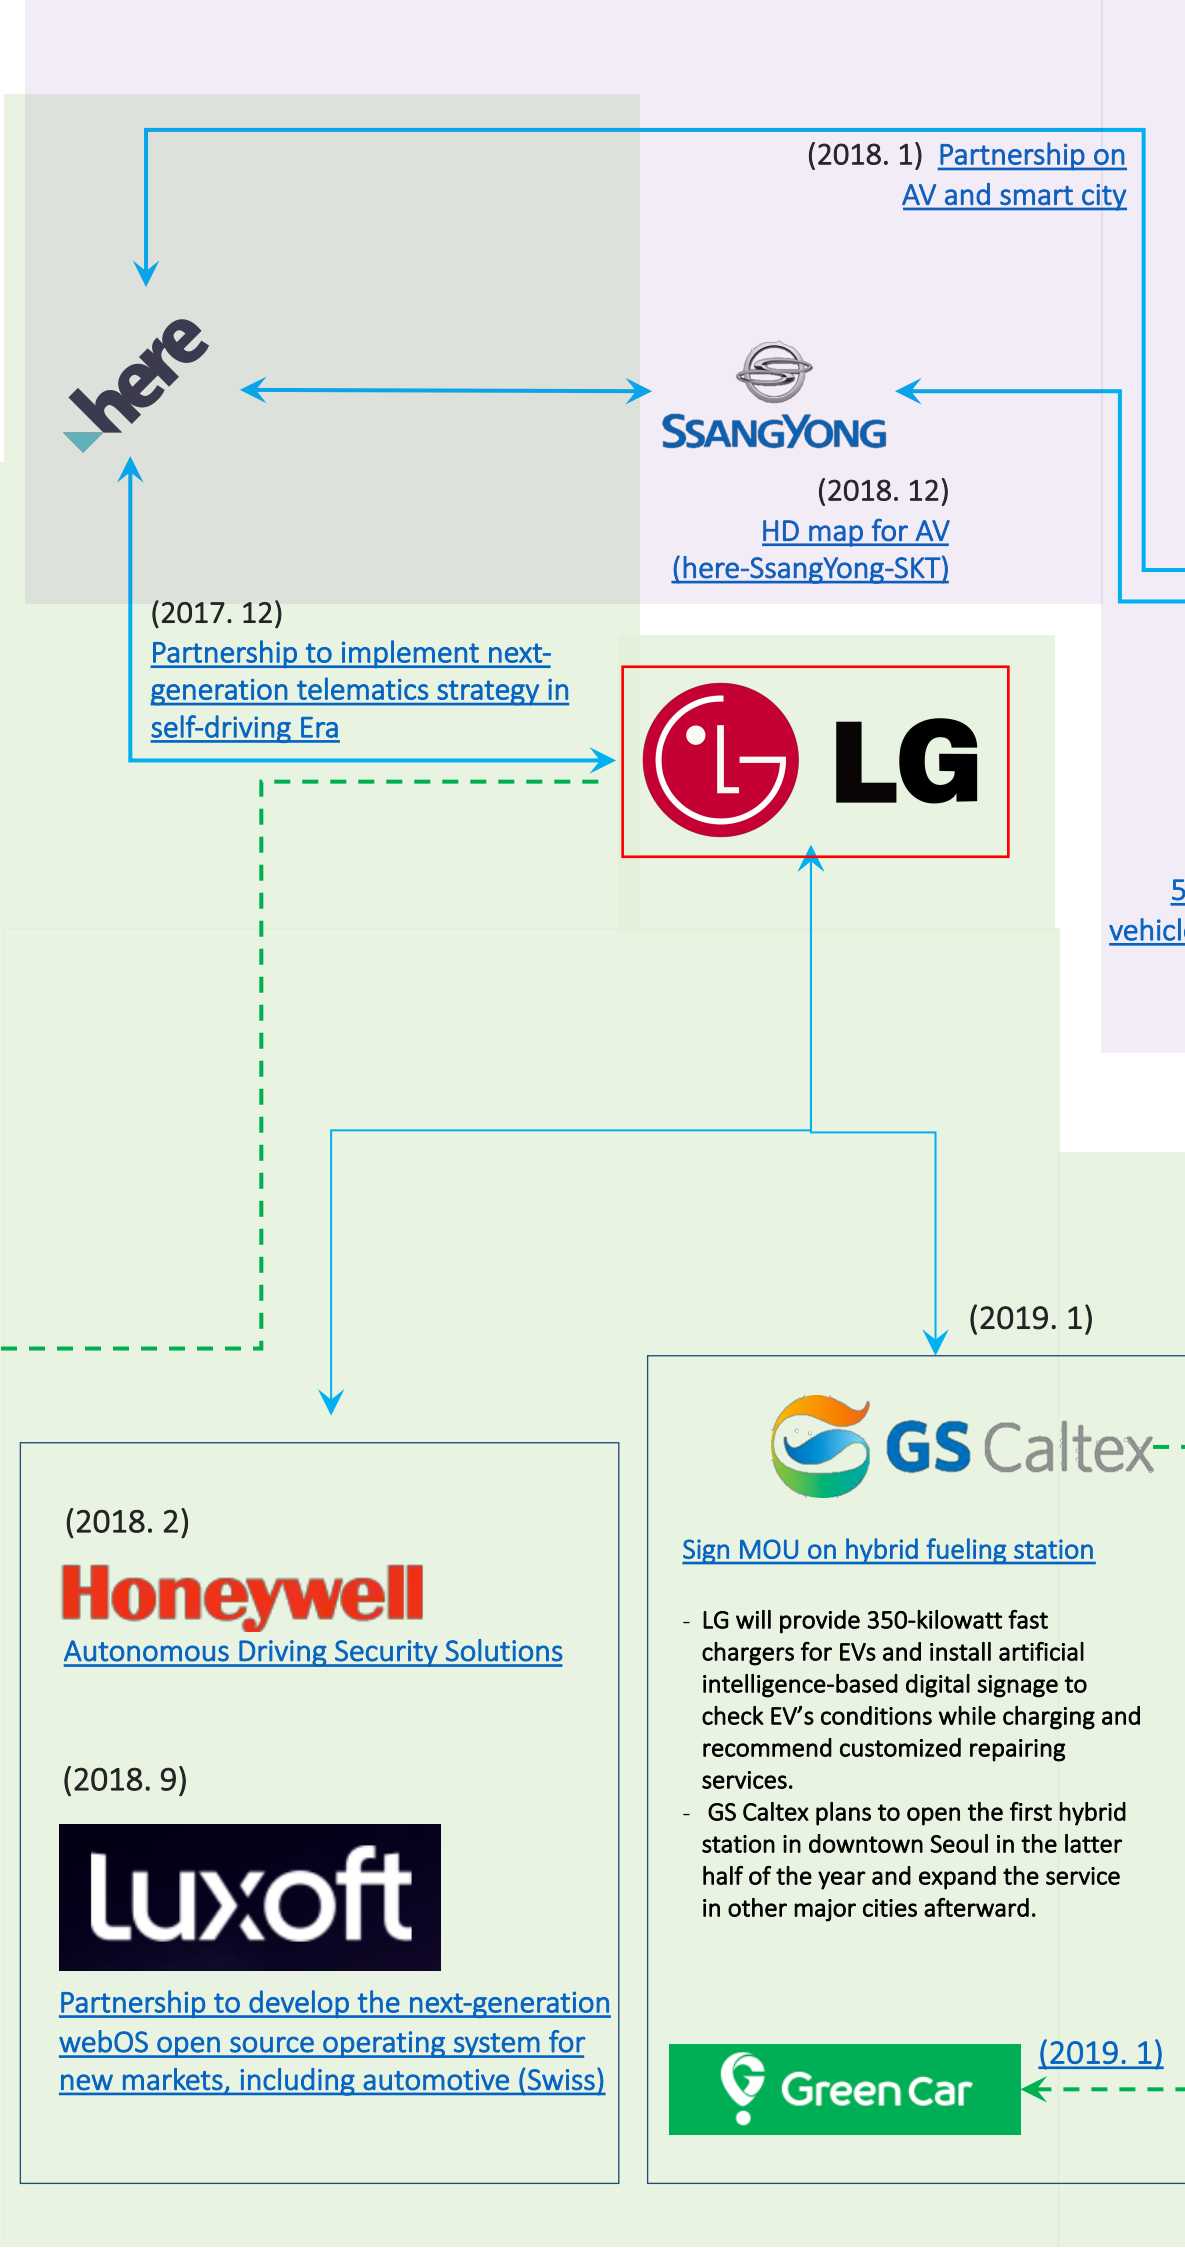 (2018. 1) Partnership on
AV and smart city
here
SSANGYONG
(2018. 12)
HD map for AV
(here-SsangYong-SKT)
(2017. 12)
Partnership to implement next-
generation telematics strategy in
self-driving Era
LG
5
vehicl
(2019. 1)
GS Caltex
Sign MOU on hybrid fueling station
- LG will provide 350-kilowatt fast
chargers for EVs and install artificial
intelligence-based digital signage to
check EV’s conditions while charging and
recommend customized repairing
services.
- GS Caltex plans to open the first hybrid
station in downtown Seoul in the latter
half of the year and expand the service
in other major cities afterward.
Green Car
(2019. 1)
(2018. 2)
Honeywell
Autonomous Driving Security Solutions
(2018. 9)
Luxoft
Partnership to develop the next-generation
webOS open source operating system for
new markets, including automotive (Swiss)